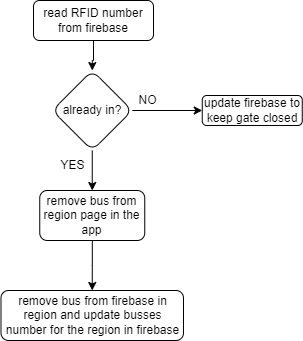 read RFID number
from firebase
already in?
NO
update firebase to
keep gate closed
YES
remove bus from
region page in the
app
remove bus from firebase in
region and update busses
number for the region in firebase